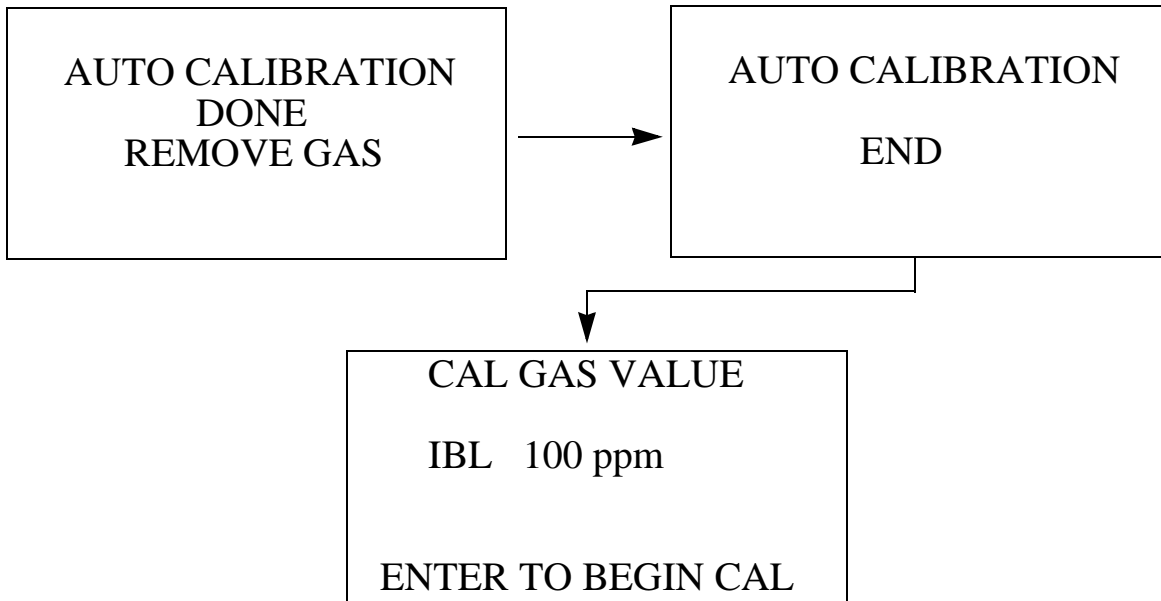 AUTO CALIBRATION
DONE
REMOVE GAS
AUTO CALIBRATION
END
CAL GAS VALUE
IBL 100 ppm
ENTER TO BEGIN CAL